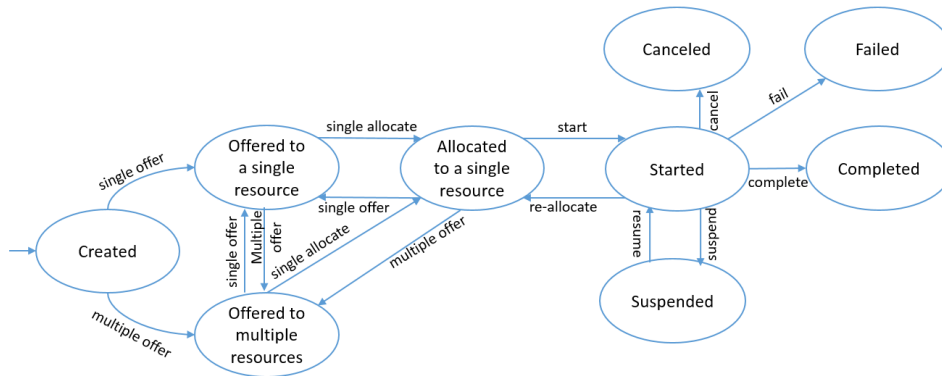 Canceled
Failed
cancel
fail
single allocate
start
Offered to
a single
resource
Allocated
to a single
resource
Started
Completed
single offer
single offer
re-allocate
complete
Created
single offer
Multiple
offer
single allocate
multiple offer
resume
suspend
Suspended
multiple offer
Offered to
multiple
resources